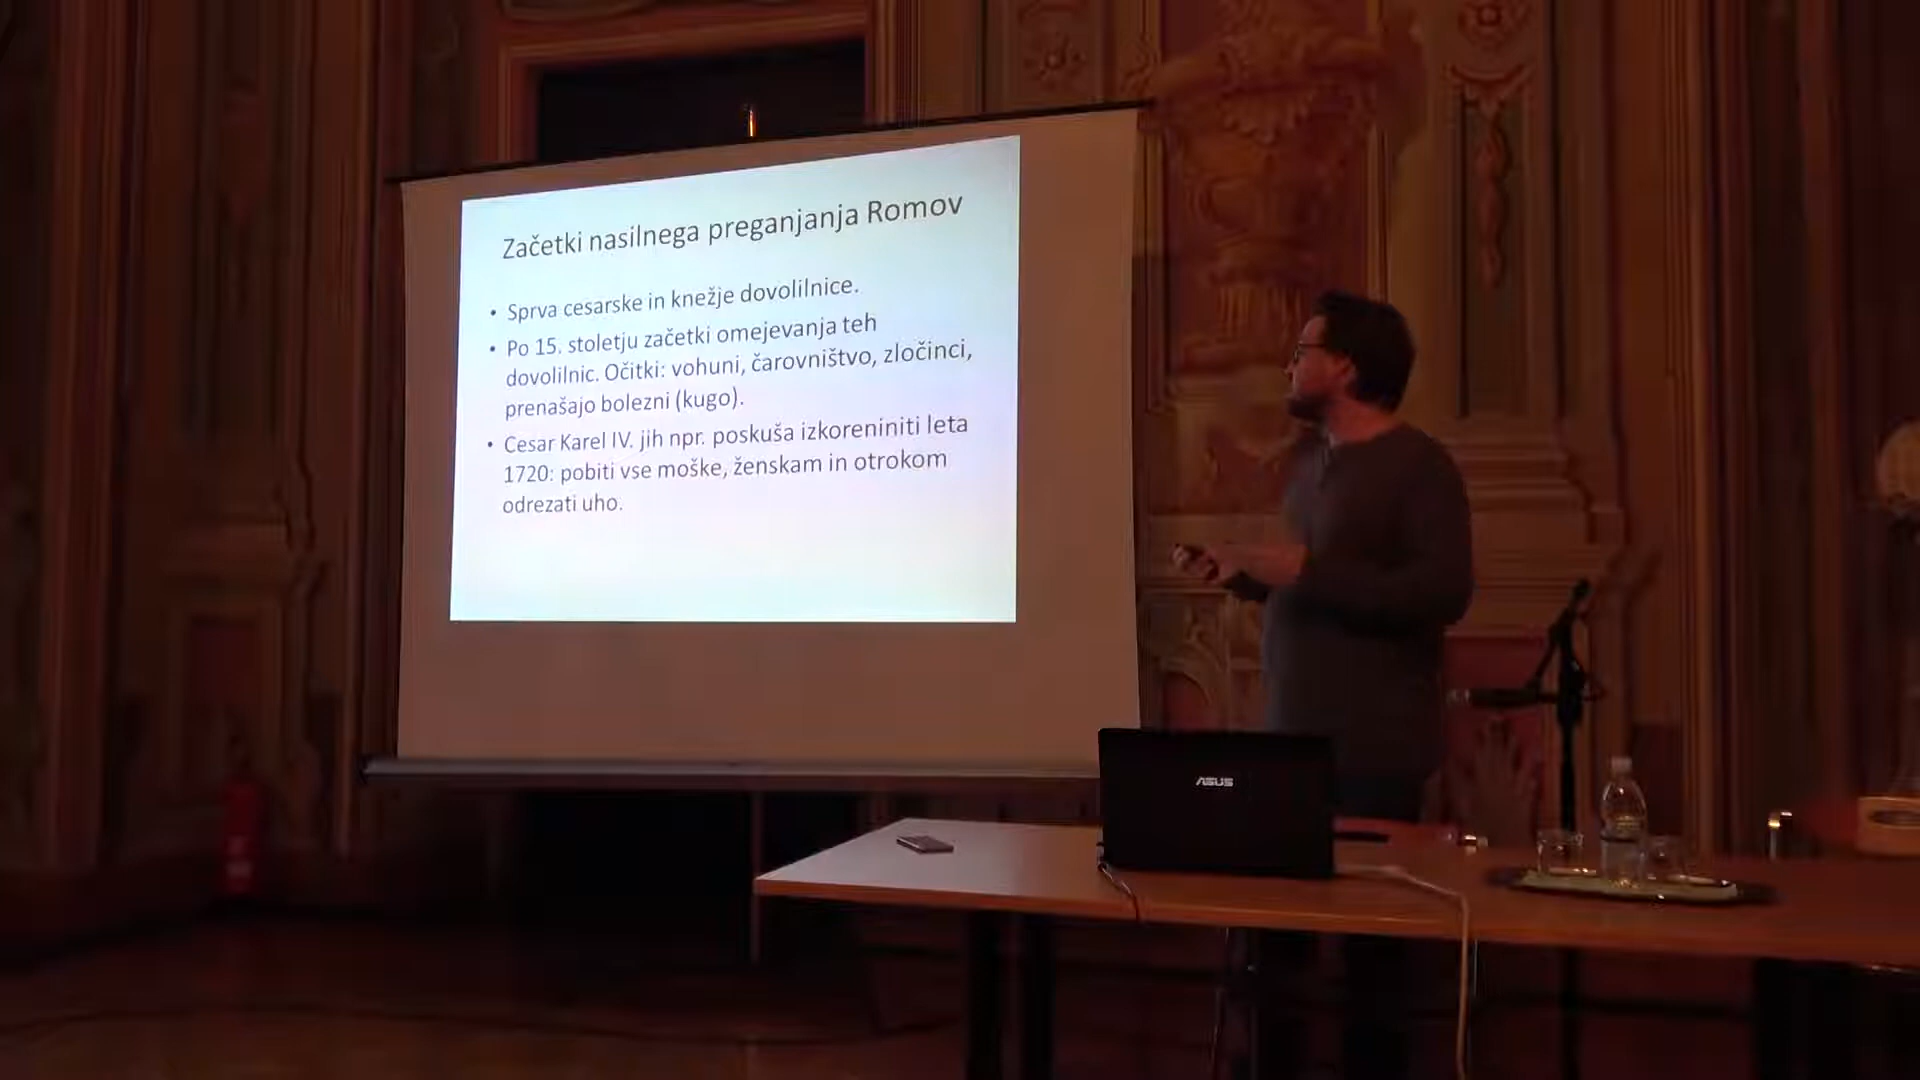 Začetki nasilnega preganjanja Romov
• Sprva cesarske in knežje dovolilnice.
• Po 15. stoletju začetki omejevanja teh
dovolilnic. Očitki: vohuni, čarovništvo, zločinci,
prenašajo bolezni (kugo).
• Cesar Karel IV. jih npr. poskuša izkoreniniti leta
1720: pobiti vse moške, ženskam in otrokom
odrezati uho.
ASUS